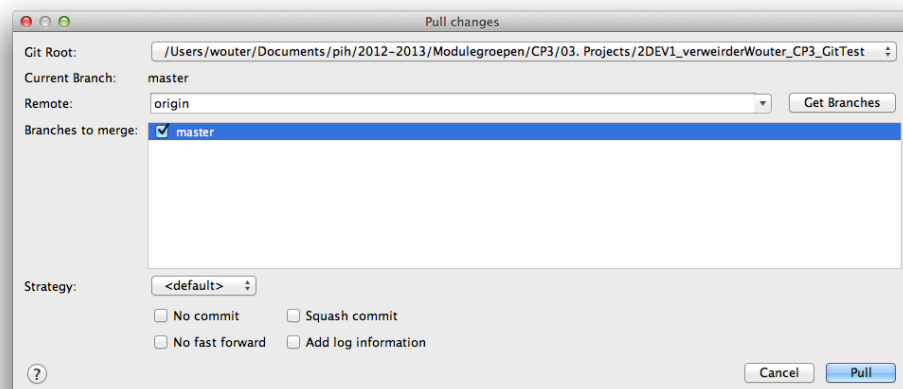 Pull changes
Git Root: /Users/wouter/Documents/pih/2012-2013/Modulegroepen/CP3/03. Projects/2DEV1_verweirderWouter_CP3_GitTest
Current Branch: master
Remote: origin Get Branches
Branches to merge: master
Strategy: <default>
No commit Squash commit
No fast forward Add log information
? Cancel Pull